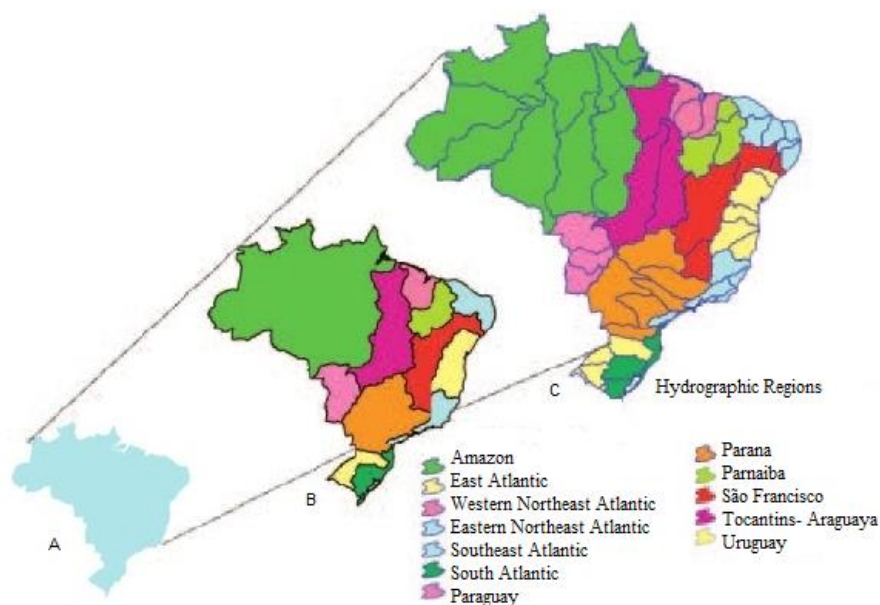 C
Hydrographic Regions
A
B
Amazon
East Atlantic
Western Northeast Atlantic
Eastern Northeast Atlantic
Southeast Atlantic
South Atlantic
Paraguay
Parana
Parnaiba
São Francisco
Tocantins- Araguaya
Uruguay